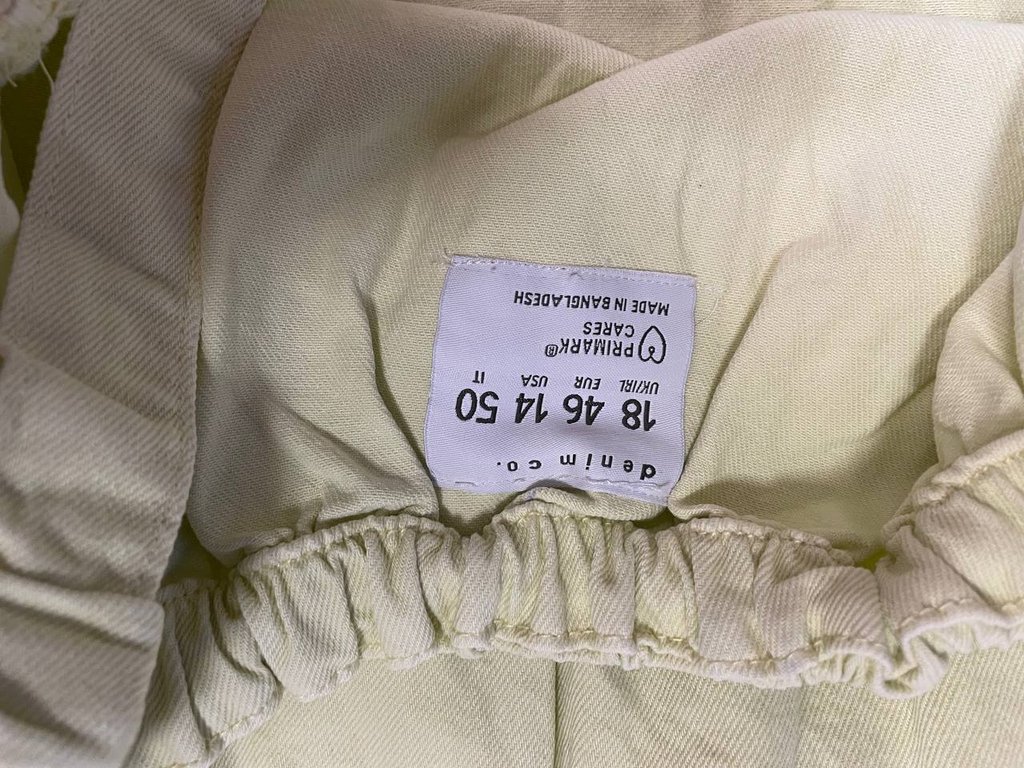 denim co.
18 46 14 50
UK/IRL EUR USA IT
PRIMARK®
CARES
MADE IN BANGLADESH